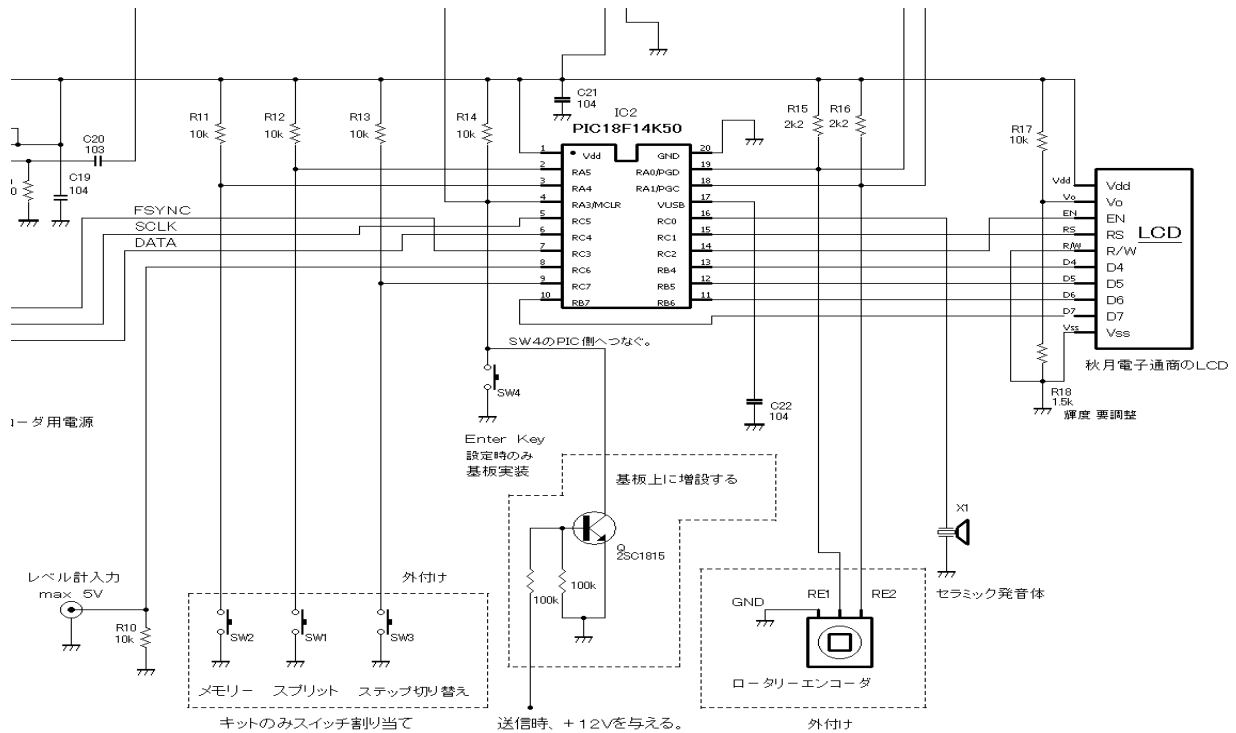 C21
104
IC2
PIC18F14K50
R11
10k
R12
10k
R13
10k
R14
10k
R15
2k2
R16
2k2
R17
10k
C20
103
C19
104
FSYNC
SCLK
DATA
1
2
3
4
5
6
7
8
9
10
Vdd
RA5
RA4
RA3/MCLR
RC5
RC4
RC3
RC6
RC7
RB7
GND
RA0/PGD
RA1/PGC
VUSB
RC0
RC1
RC2
RB4
RB5
RB6
20
19
18
17
16
15
14
13
12
11
Vdd
Vo
EN
RS
R/W
D4
D5
D6
D7
Vss
Vdd
Vo
EN
RS
R/W
D4
D5
D6
D7
Vss
LCD
秋月電子通商のLCD
R18
1.5k
輝度 要調整
SW4のPIC側へつなぐ。
SW4
Enter Key
設定時のみ
基板実装
C22
104
ーダ用電源
基板上に増設する
Q
2SC1815
100k
100k
X1
セラミック発音体
レベル計入力
max 5V
R10
10k
外付け
SW2
SW1
SW3
メモリー
スプリット
ステップ切り替え
キットのみスイッチ割り当て
送信時、+12Vを与える。
GND
RE1
RE2
ロータリーエンコーダ
外付け